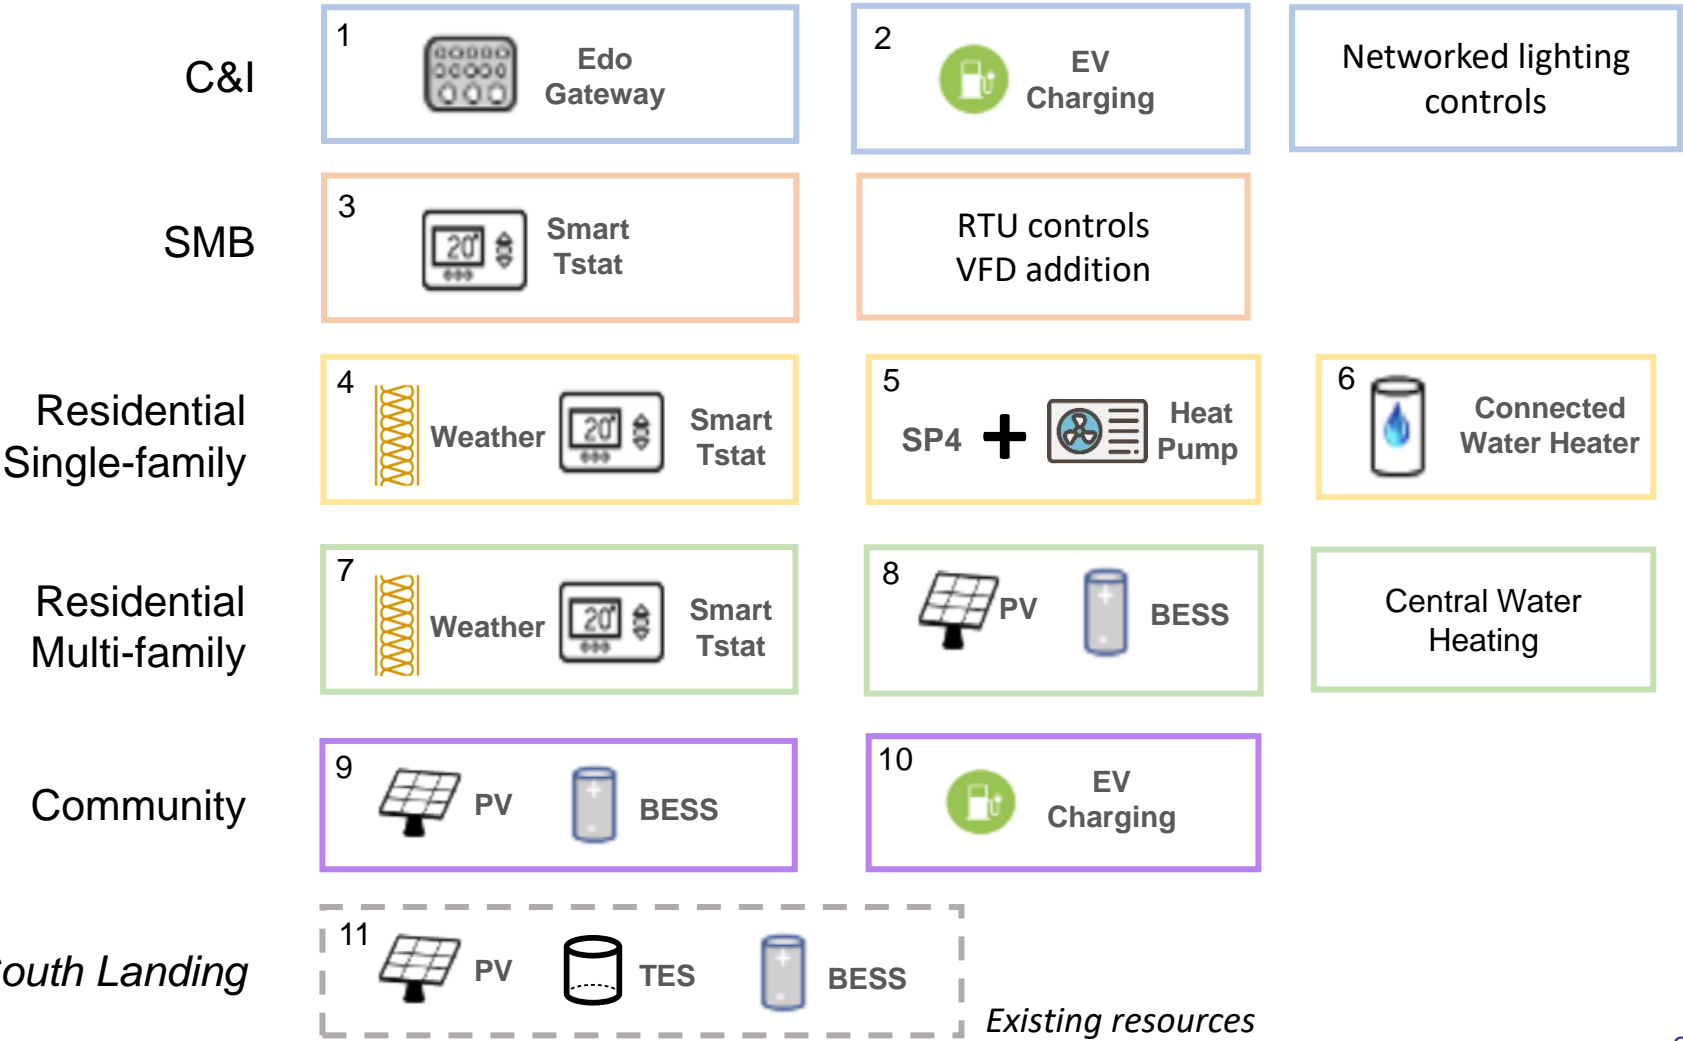 C&I
1
Edo
Gateway
2
EV
Charging
Networked lighting
controls
SMB
3
20°
Smart
Tstat
RTU controls
VFD addition
Residential
Single-family
4
Weather
20°
Smart
Tstat
5
SP4
Heat
Pump
6
Connected
Water Heater
Residential
Multi-family
7
Weather
20°
Smart
Tstat
8
PV
BESS
Central Water
Heating
Community
9
PV
BESS
10
EV
Charging
outh Landing
11
PV
TES
BESS
Existing resources